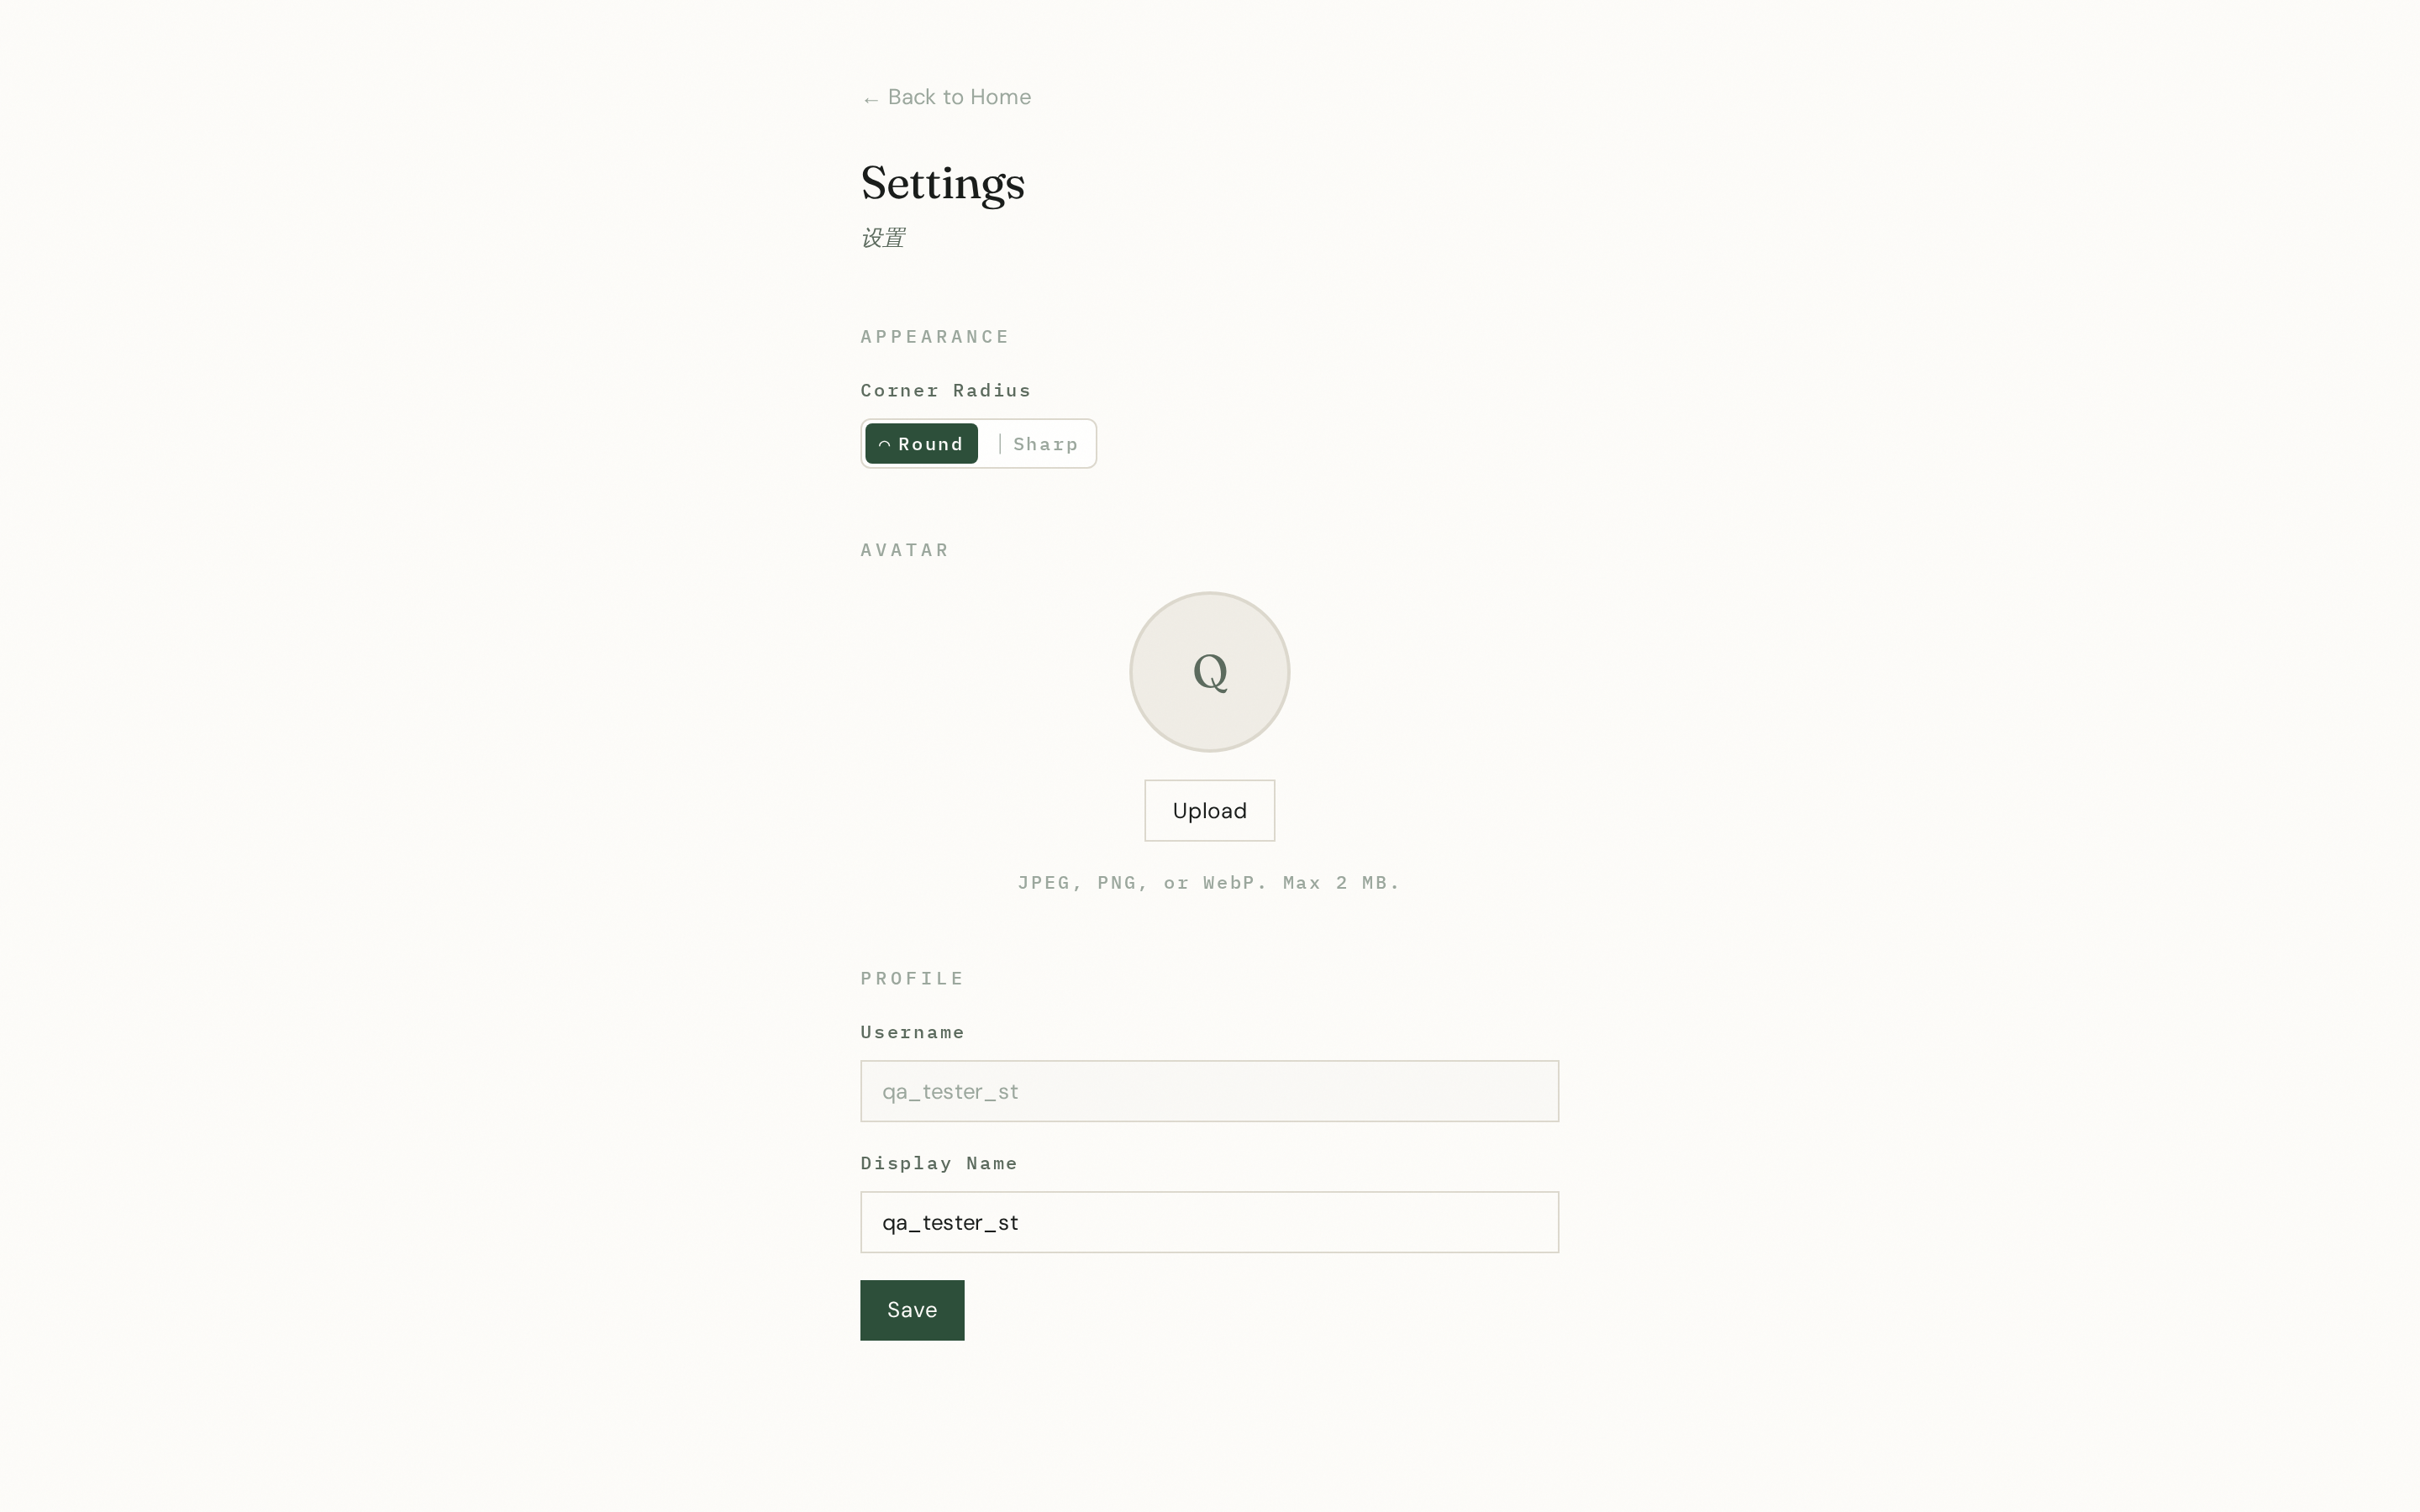 ← Back to Home
Settings
设置
APPEARANCE
Corner Radius
⌒ Round | Sharp
AVATAR
Q
Upload
JPEG, PNG, or WebP. Max 2 MB.
PROFILE
Username
qa_tester_st
Display Name
qa_tester_st
Save